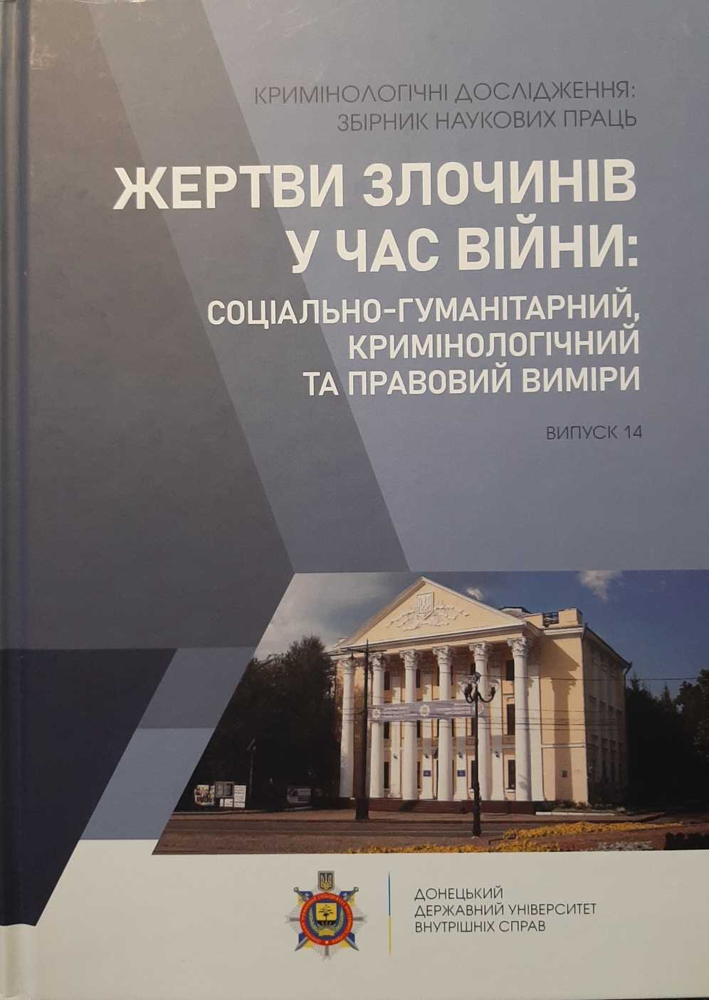 КРИМІНОЛОГІЧНІ ДОСЛІДЖЕННЯ:
ЗБІРНИК НАУКОВИХ ПРАЦЬ
ЖЕРТВИ ЗЛОЧИНІВ
У ЧАС ВІЙНИ:
СОЦІАЛЬНО-ГУМАНІТАРНИЙ,
КРИМІНОЛОГІЧНИЙ
ТА ПРАВОВИЙ ВИМІРИ
ВИПУСК 14
ДОНЕЦЬКИЙ
ДЕРЖАВНИЙ УНІВЕРСИТЕТ
ВНУТРІШНІХ СПРАВ